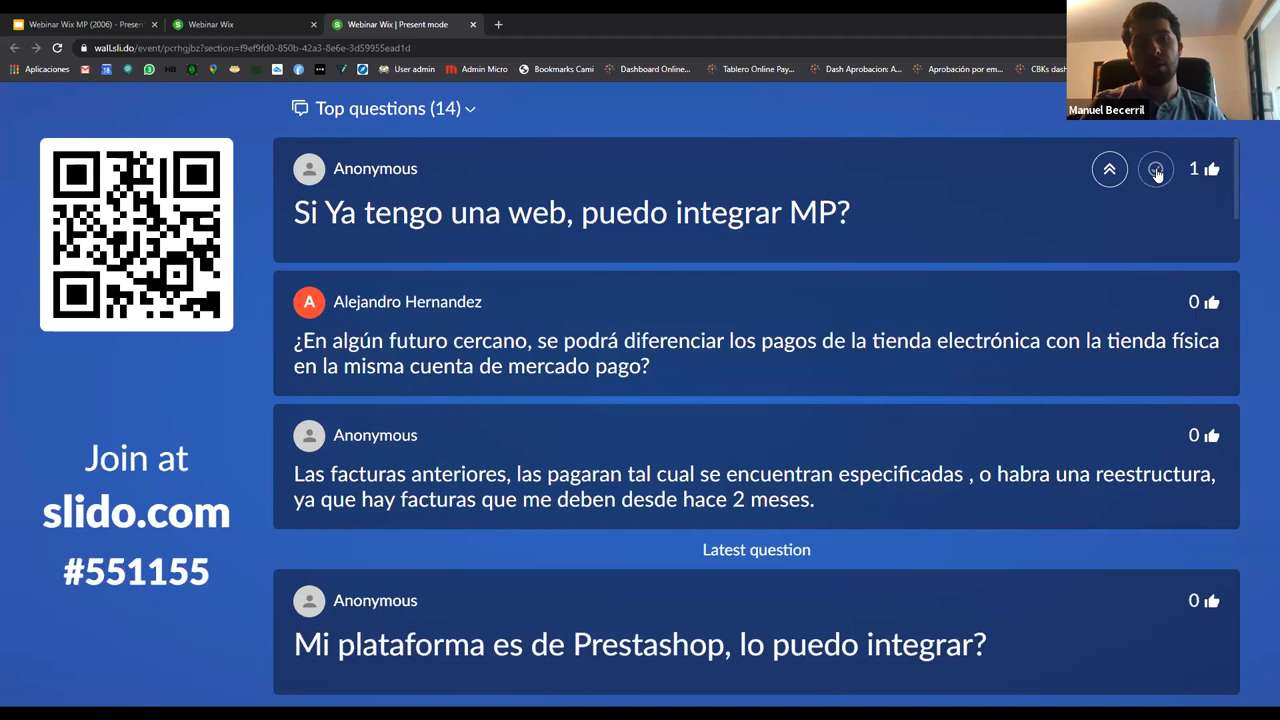 Webinar Wix MP (2006) - Presen
Webinar Wix
Webinar Wix | Present mode
wall.sli.do/event/pcrhgjbz?section=f9ef9fd0-850b-42a3-8e6e-3d59955ead1d
Aplicaciones
HB
User admin
Admin Micro
Bookmarks Cami
Dashboard Online...
Tablero Online Pay...
Dash Aprobacion: A...
Aprobación por em...
CBKs dasht
Manuel Becerril
Top questions (14)
Anonymous
1
Si Ya tengo una web, puedo integrar MP?
A
Alejandro Hernandez
0
¿En algún futuro cercano, se podrá diferenciar los pagos de la tienda electrónica con la tienda física
en la misma cuenta de mercado pago?
Anonymous
0
Las facturas anteriores, las pagaran tal cual se encuentran especificadas , o habra una reestructura,
ya que hay facturas que me deben desde hace 2 meses.
Join at
slido.com
#551155
Latest question
Anonymous
0
Mi plataforma es de Prestashop, lo puedo integrar?